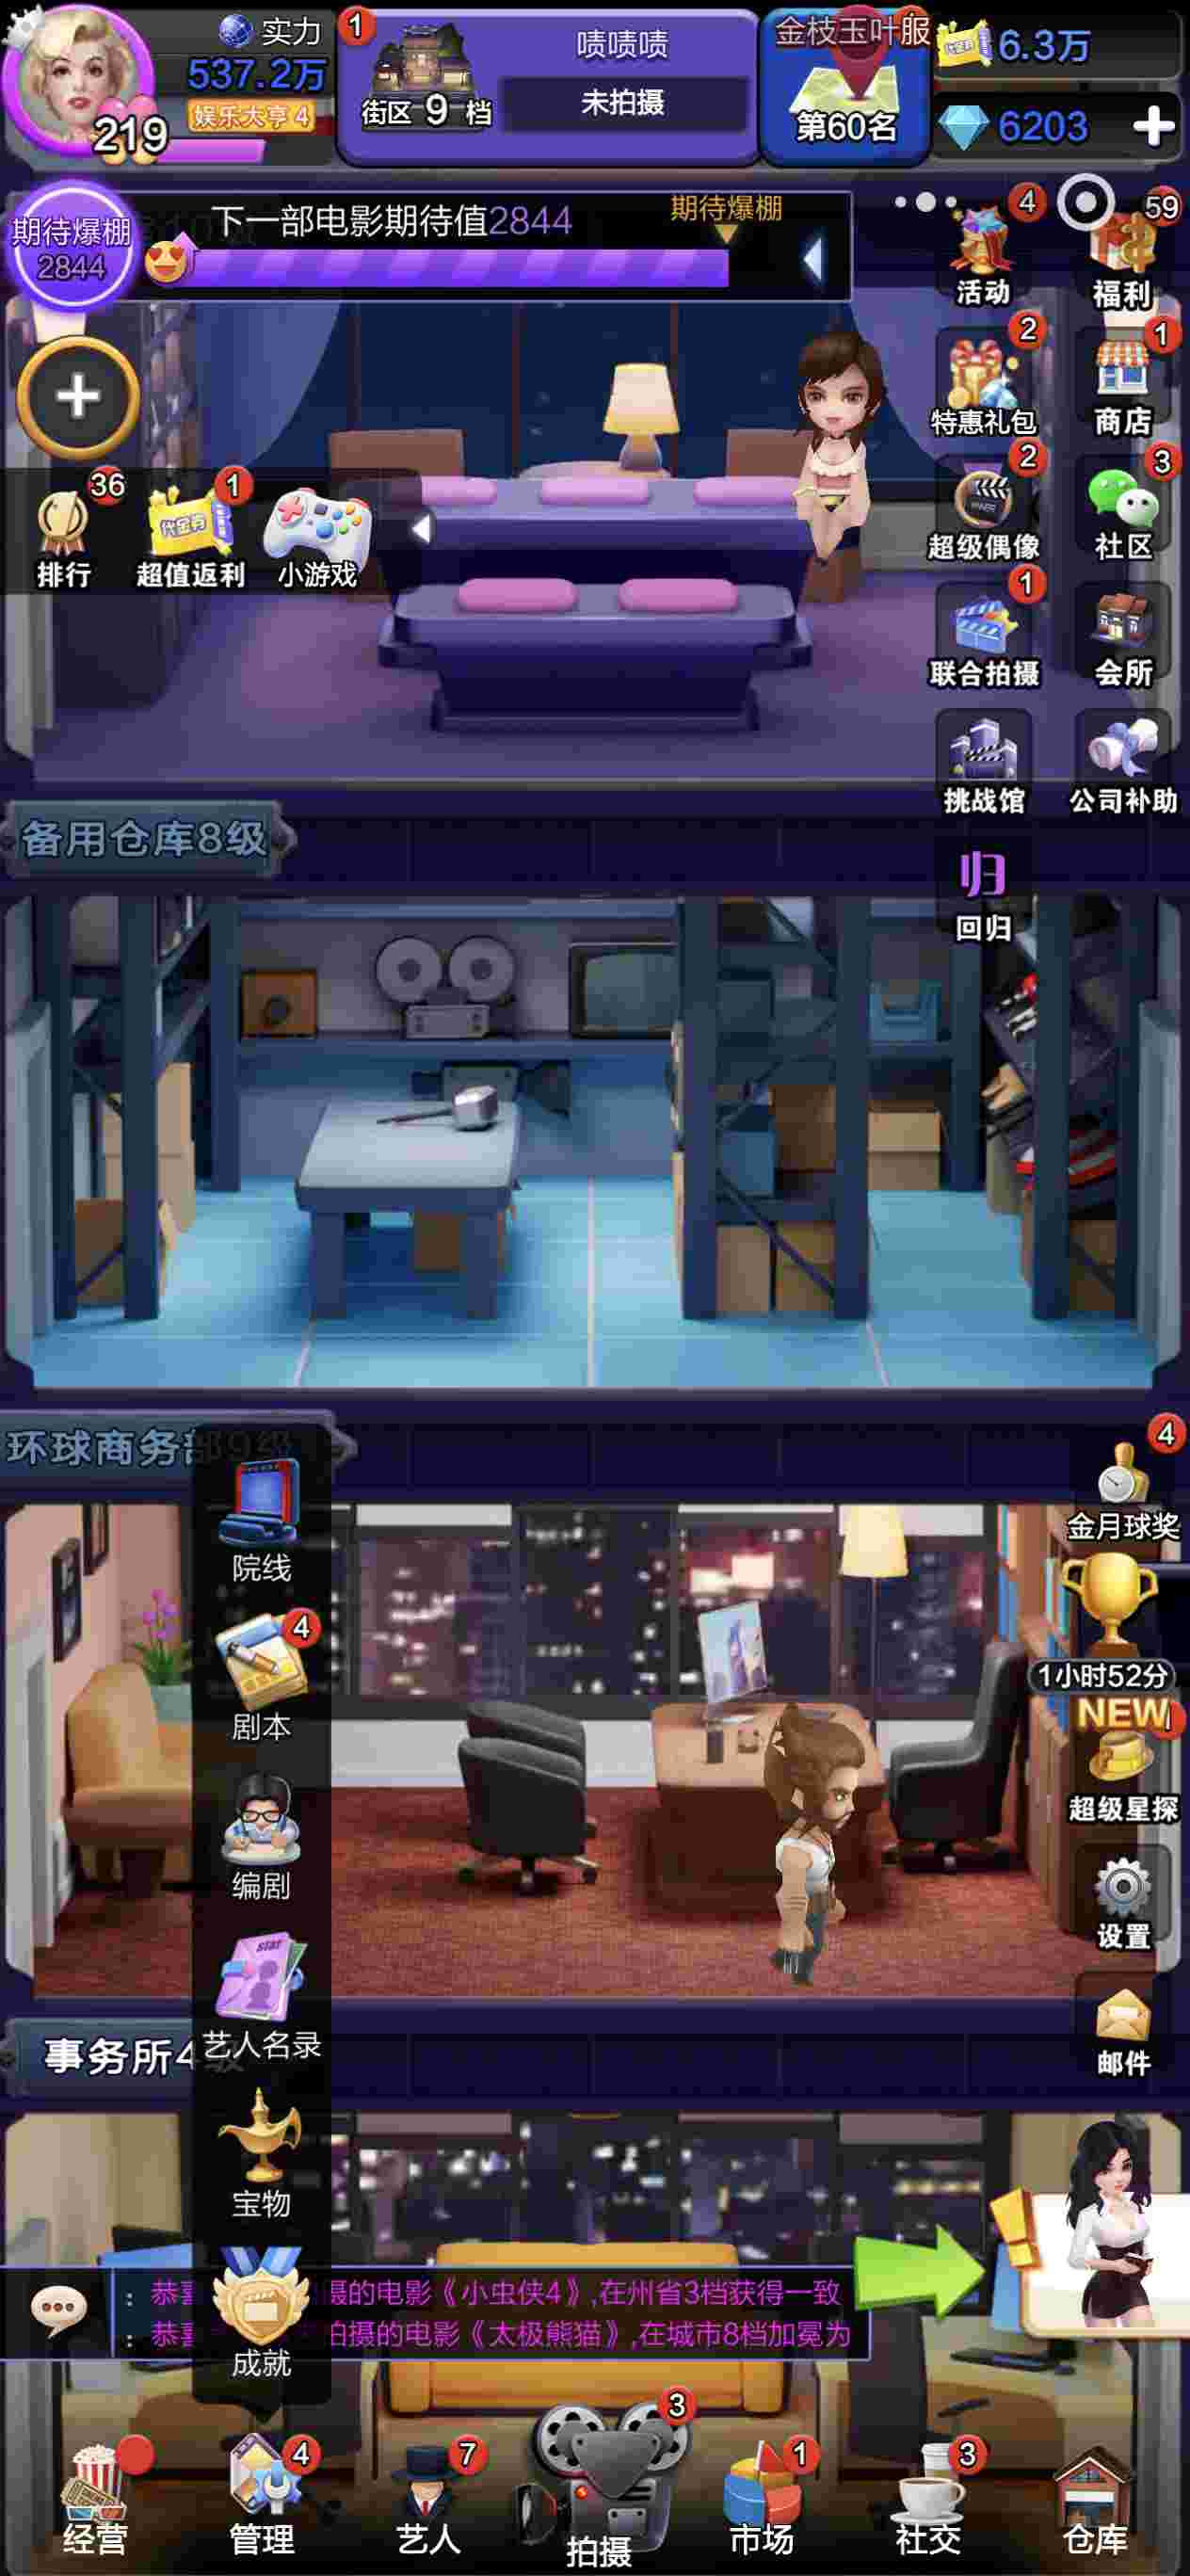 实力
537.2万
娱乐大亨 4
219
1
街区 9 档
啧啧啧
未拍摄
金枝玉叶服
第60名
6.3万
6203
期待爆棚
2844
下一部电影期待值2844
期待爆棚
4
活动
59
福利
2
特惠礼包
1
商店
36
排行
1
代金券
超值返利
小游戏
2
超级偶像
3
社区
1
联合拍摄
会所
挑战馆
公司补助
归
回归
备用仓库8级
环球商务部9级
院线
4
剧本
编剧
star
艺人名录
宝物
成就
4
金月球奖
1小时52分
NEW
超级星探
设置
邮件
事务所4级
摄的电影《小虫侠4》,在州省3档获得一致
拍摄的电影《太极熊猫》,在城市8档加冕为
经营
4
管理
7
艺人
3
拍摄
1
市场
3
社交
仓库